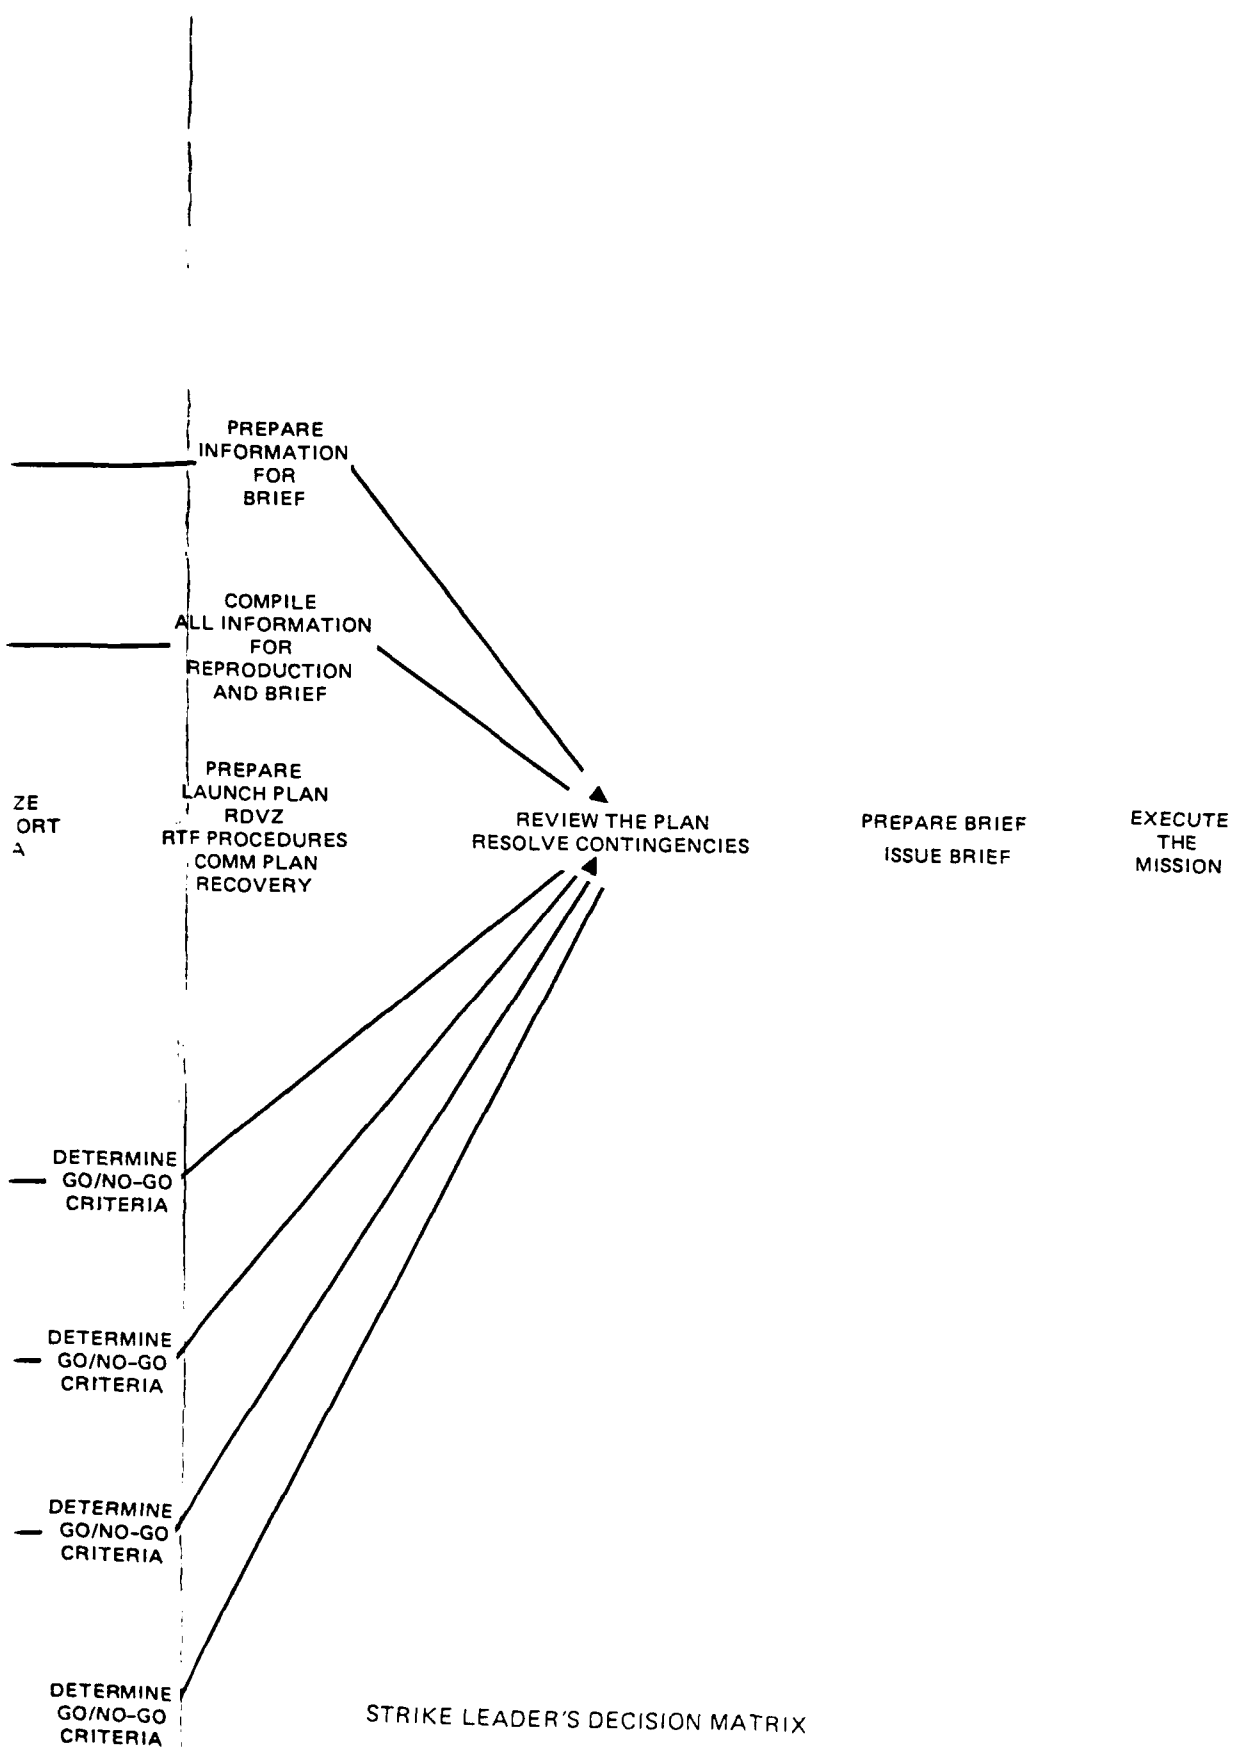 PREPARE
INFORMATION
FOR
BRIEF
COMPILE
ALL INFORMATION
FOR
REPRODUCTION
AND BRIEF
ZE
ORT
A
PREPARE
LAUNCH PLAN
RDVZ
RTF PROCEDURES
COMM PLAN
RECOVERY
REVIEW THE PLAN
RESOLVE CONTINGENCIES
PREPARE BRIEF
ISSUE BRIEF
EXECUTE
THE
MISSION
DETERMINE
GO/NO-GO
CRITERIA
DETERMINE
GO/NO-GO
CRITERIA
DETERMINE
GO/NO-GO
CRITERIA
DETERMINE
GO/NO-GO
CRITERIA
STRIKE LEADER'S DECISION MATRIX